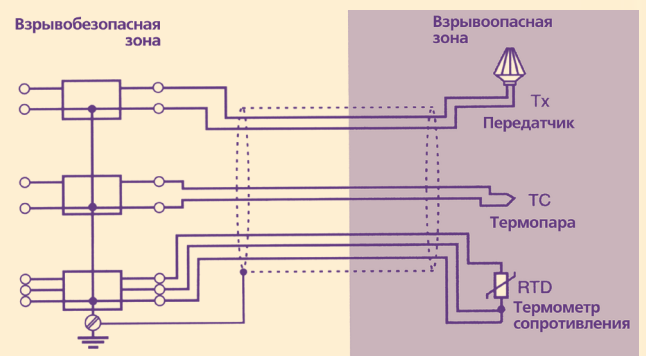 Взрывобезопасная
зона
Взрывоопасная
зона
Tx
Передатчик
TC
Термопара
RTD
Термометр
сопротивления